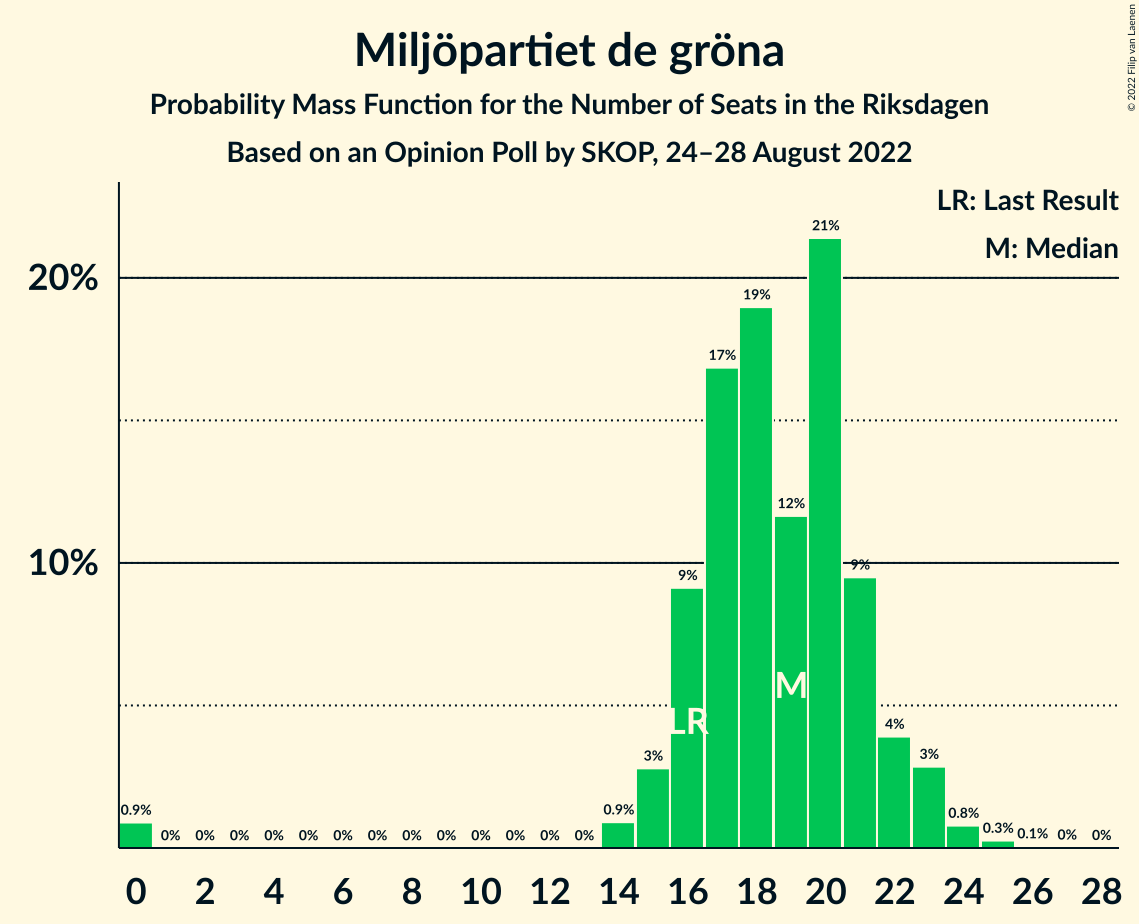 Miljöpartiet de gröna
Probability Mass Function for the Number of Seats in the Riksdagen
Based on an Opinion Poll by SKOP, 24–28 August 2022
© 2022 Filip van Laenen
LR: Last Result
M: Median
20%
10%
0.9% 0% 0% 0% 0% 0% 0% 0% 0% 0% 0% 0% 0% 0% 0.9% 3% 9% 17% 19% 12% 21% 9% 4% 3% 0.8% 0.3% 0.1% 0% 0%
LR
M
0 2 4 6 8 10 12 14 16 18 20 22 24 26 28